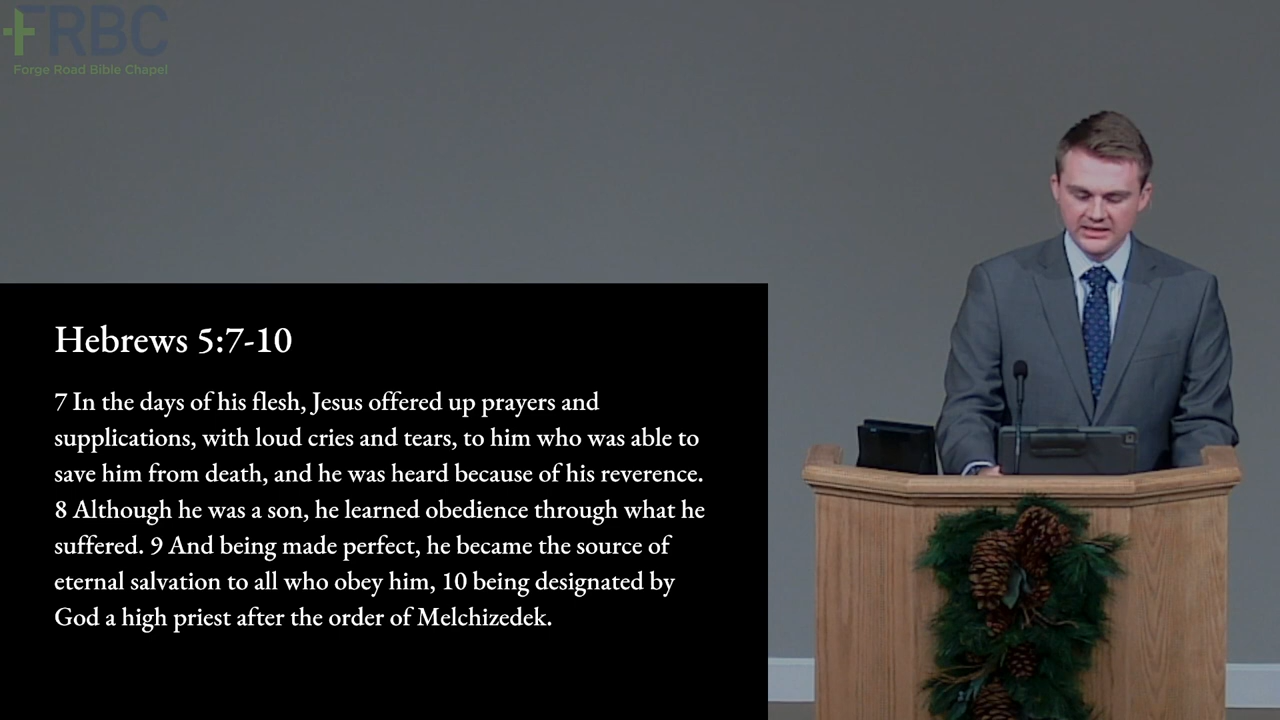 FRBC
Forge Road Bible Chapel
Hebrews 5:7-10
7 In the days of his flesh, Jesus offered up prayers and
supplications, with loud cries and tears, to him who was able to
save him from death, and he was heard because of his reverence.
8 Although he was a son, he learned obedience through what he
suffered. 9 And being made perfect, he became the source of
eternal salvation to all who obey him, 10 being designated by
God a high priest after the order of Melchizedek.